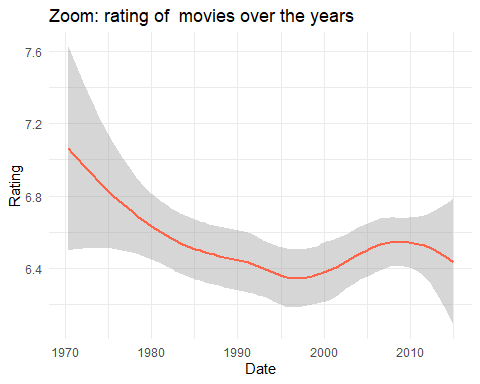 Zoom: rating of  movies over the years
7.6
7.2
6.8
6.4
Rating
1970 1980 1990 2000 2010
Date